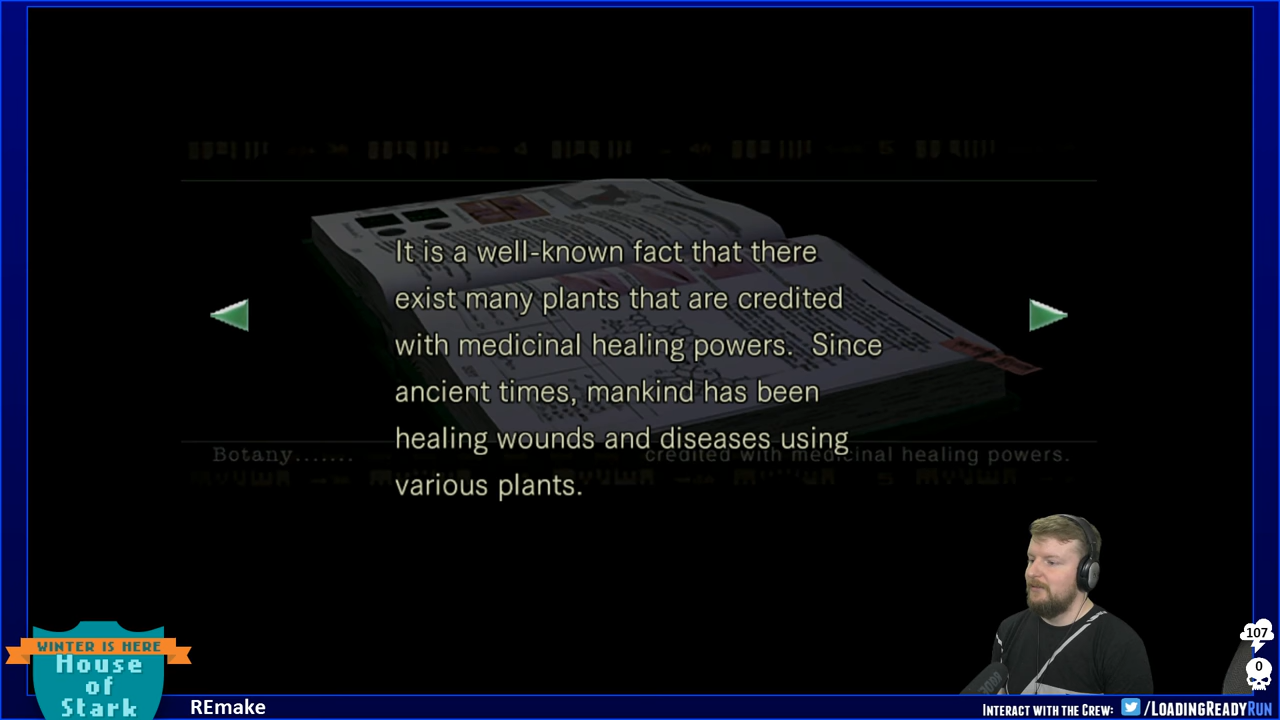 It is a well-known fact that there
exist many plants that are credited
with medicinal healing powers.  Since
ancient times, mankind has been
healing wounds and diseases using
various plants.
Botany.......
credited with medicinal healing powers.
107
0
WINTER IS HERE
House
of
Stark
REmake
INTERACT WITH THE CREW: /LOADINGREADYRUN